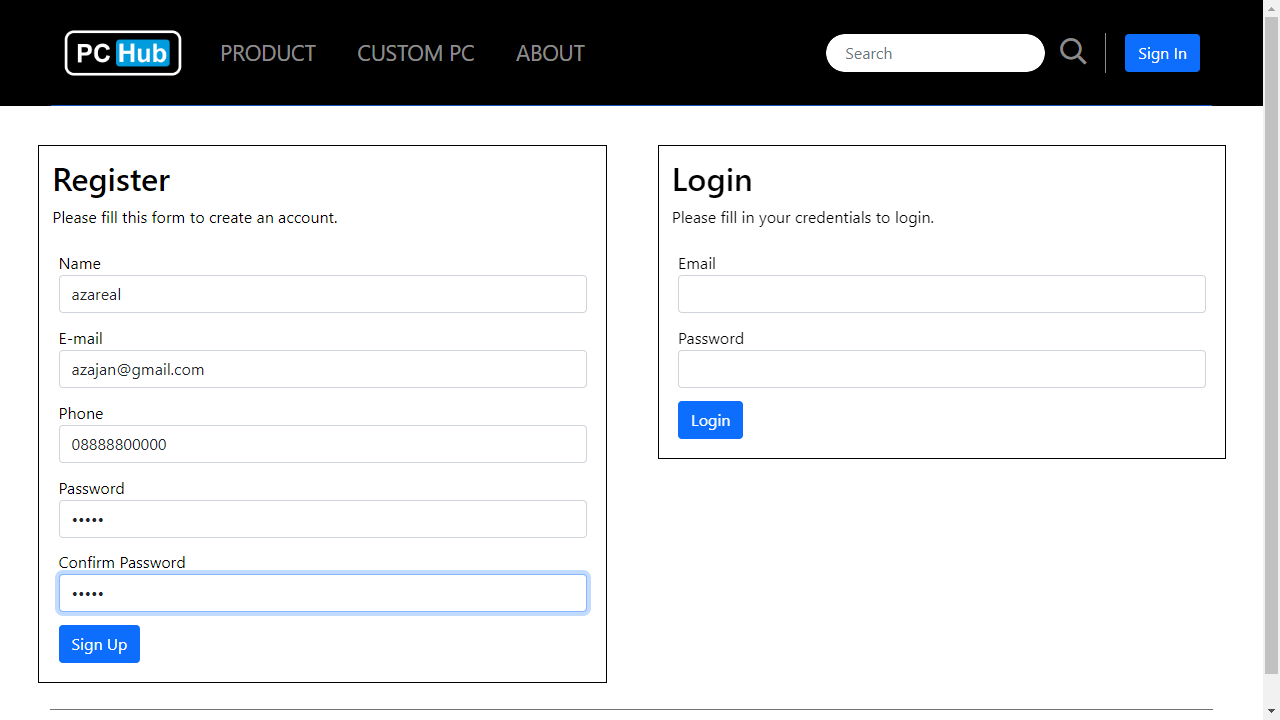 PC Hub
PRODUCT
CUSTOM PC
ABOUT
Search
Sign In
Register
Please fill this form to create an account.
Name
azareal
E-mail
azajan@gmail.com
Phone
08888800000
Password
•••••
Confirm Password
•••••
Sign Up
Login
Please fill in your credentials to login.
Email
Password
Login